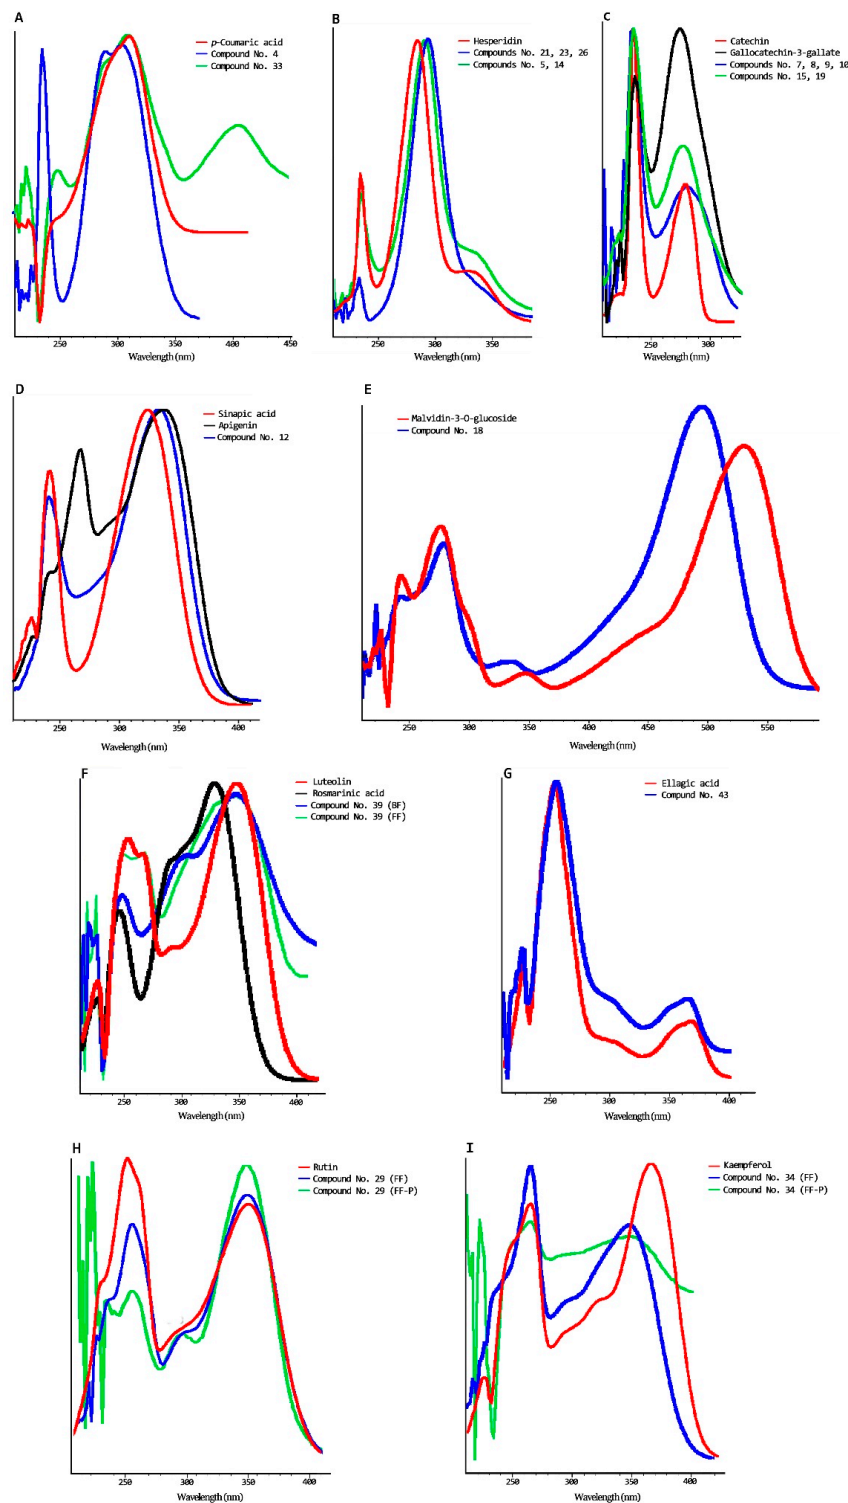 A
p-Coumaric acid
Compound No. 4
Compound No. 33
250 300 350 400 450
Wavelength (nm)
B
Hesperidin
Compounds No. 21, 23, 26
Compounds No. 5, 14
250 300 350
Wavelength (nm)
C
Catechin
Gallocatechin-3-gallate
Compounds No. 7, 8, 9, 10
Compounds No. 15, 19
250 300
Wavelength (nm)
D
Sinapic acid
Apigenin
Compound No. 12
250 300 350 400
Wavelength (nm)
E
Malvidin-3-O-glucoside
Compound No. 18
250 300 350 400 450 500 550
Wavelength (nm)
F
Luteolin
Rosmarinic acid
Compound No. 39 (BF)
Compound No. 39 (FF)
250 300 350 400
Wavelength (nm)
G
Ellagic acid
Compund No. 43
250 300 350 400
Wavelength (nm)
H
Rutin
Compound No. 29 (FF)
Compound No. 29 (FF-P)
250 300 350 400
Wavelength (nm)
I
Kaempferol
Compound No. 34 (FF)
Compound No. 34 (FF-P)
250 300 350 400
Wavelength (nm)